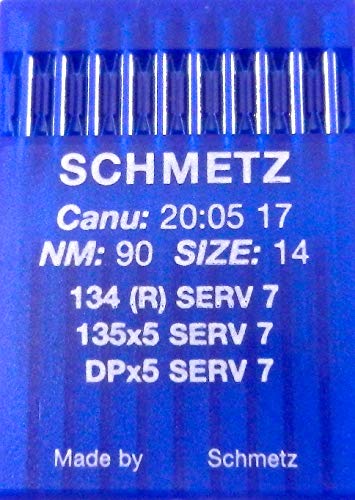 SCHMETZ
Canu: 20:05 17
NM: 90 SIZE: 14
134 (R) SERV 7
135x5 SERV 7
DPx5 SERV 7
Made by Schmetz